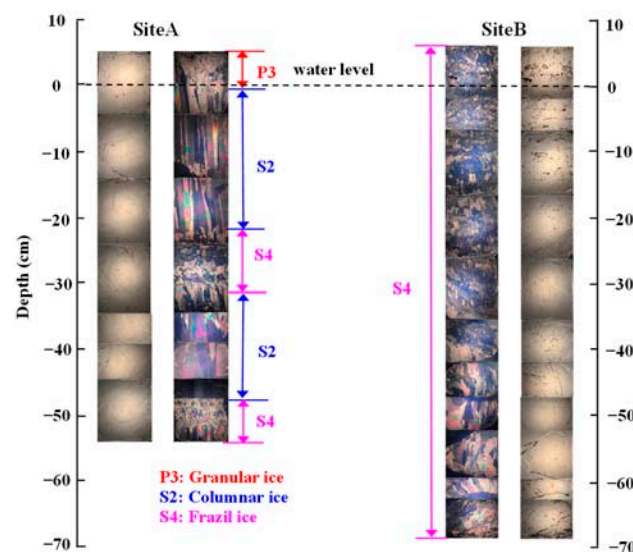 SiteA
SiteB
10
0
−10
−20
−30
−40
−50
−60
−70
Depth (cm)
P3
S2
S4
S2
S4
water level
S4
10
0
−10
−20
−30
−40
−50
−60
−70
P3: Granular ice
S2: Columnar ice
S4: Frazil ice